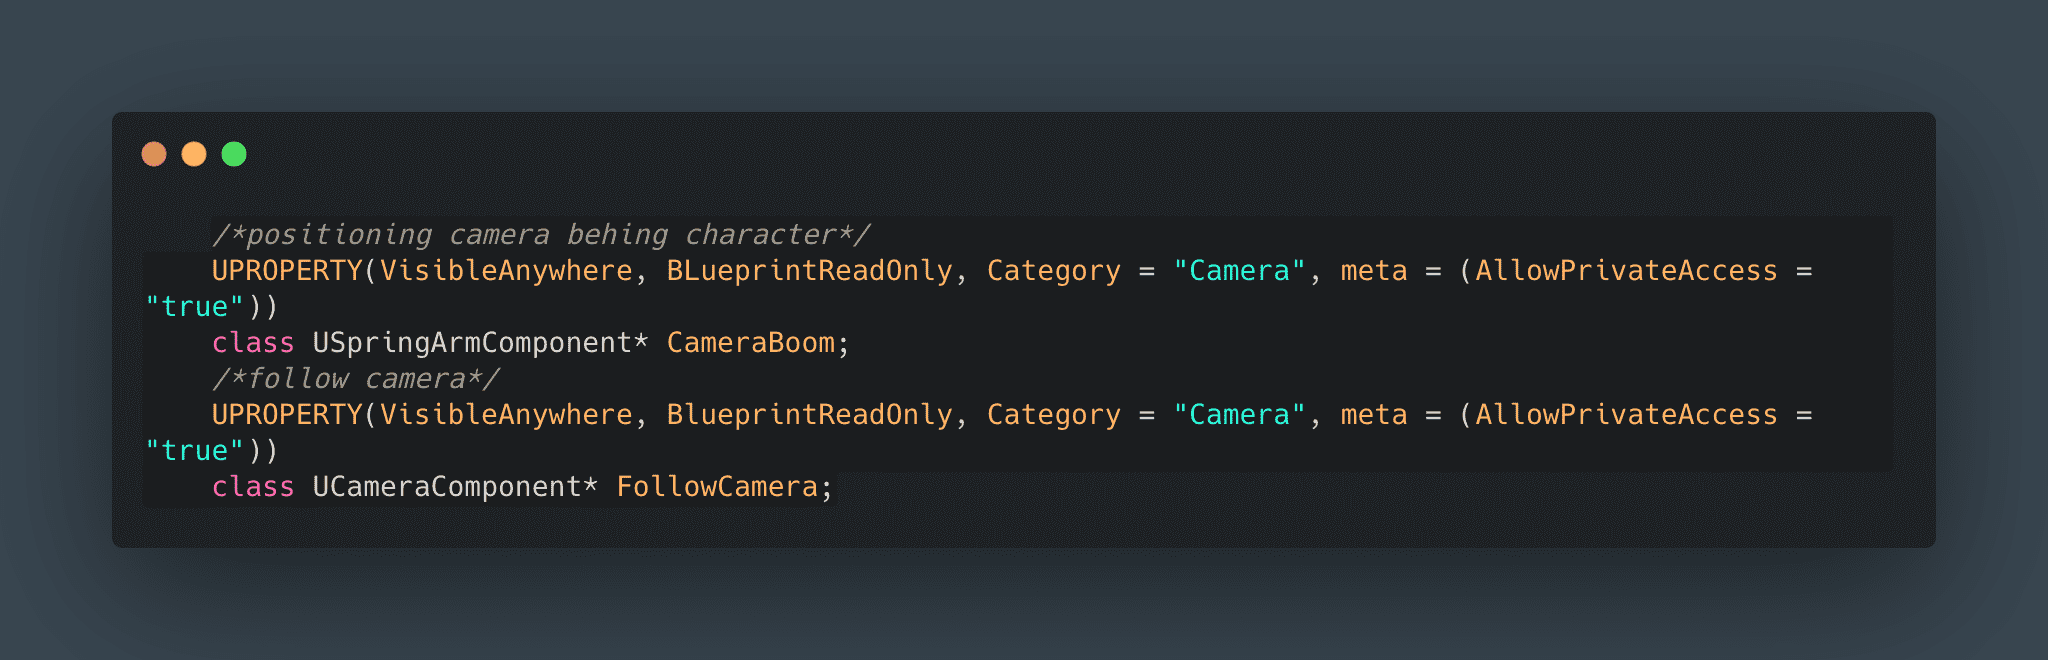 /*positioning camera behing character*/
UPROPERTY(VisibleAnywhere, BLueprintReadOnly, Category = "Camera", meta = (AllowPrivateAccess =
"true"))
class USpringArmComponent* CameraBoom;
/*follow camera*/
UPROPERTY(VisibleAnywhere, BlueprintReadOnly, Category = "Camera", meta = (AllowPrivateAccess =
"true"))
class UCameraComponent* FollowCamera;